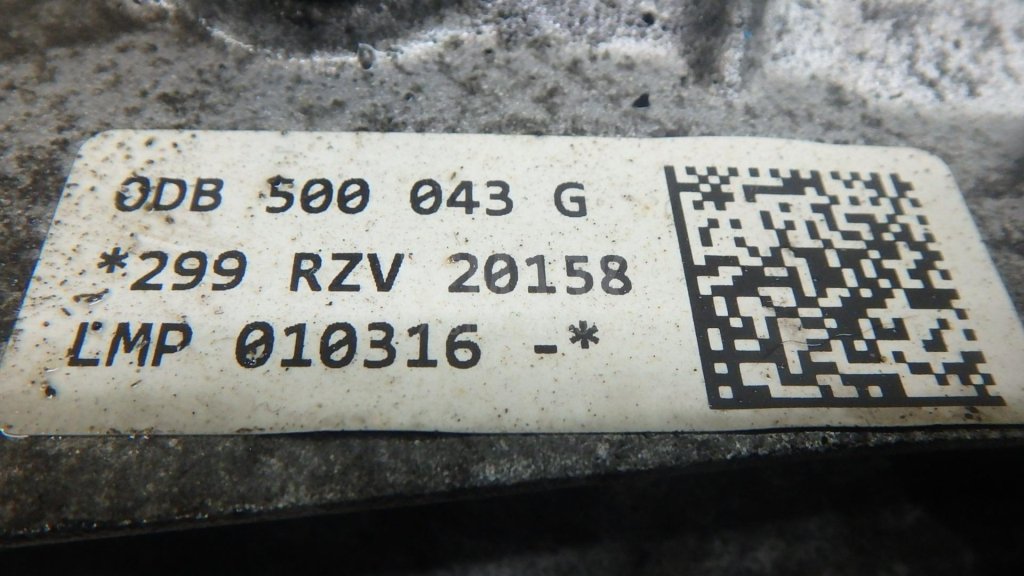 0DB 500 043 G
*299 RZV 20158
LMP 010316 -*